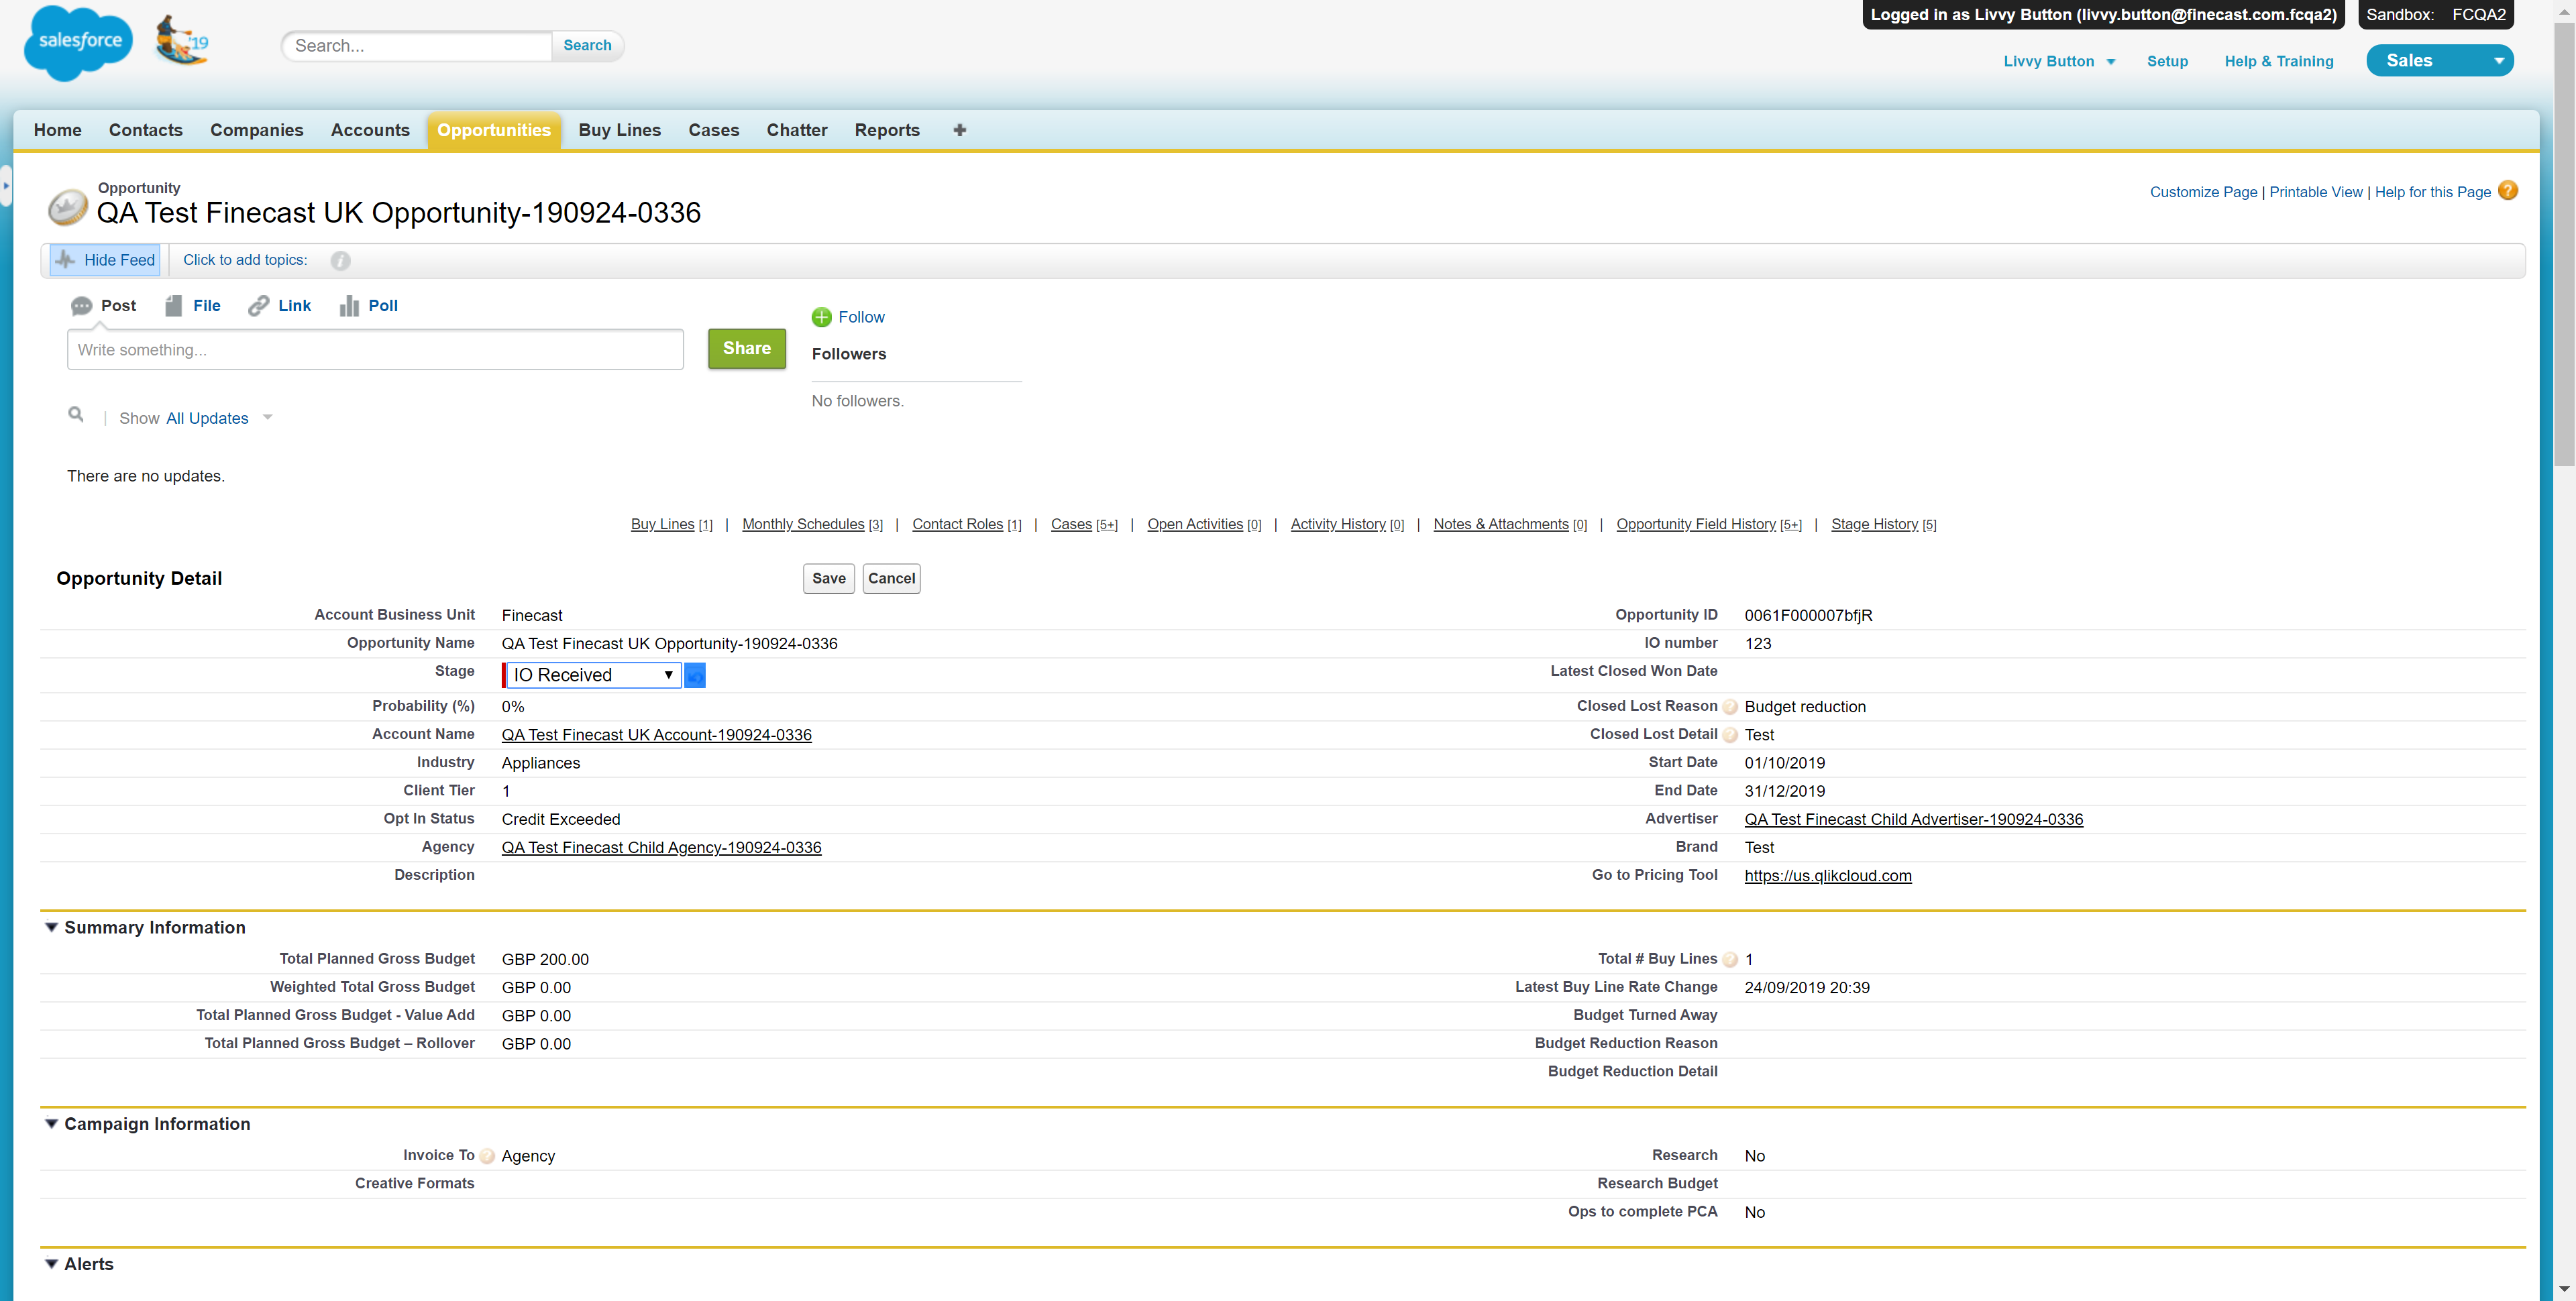 Logged in as Livvy Button (livvy.button@finecast.com.fcqa2) Sandbox: FCQA2
salesforce '19 Search... Search
Livvy Button Setup Help & Training Sales
Home Contacts Companies Accounts Opportunities Buy Lines Cases Chatter Reports +
Opportunity
QA Test Finecast UK Opportunity-190924-0336
Customize Page | Printable View | Help for this Page ?
Hide Feed Click to add topics: i
Post File Link Poll
Follow
Write something... Share
Followers
No followers.
Show All Updates
There are no updates.
Buy Lines [1] | Monthly Schedules [3] | Contact Roles [1] | Cases [5+] | Open Activities [0] | Activity History [0] | Notes & Attachments [0] | Opportunity Field History [5+] | Stage History [5]
Opportunity Detail Save Cancel
Account Business Unit Finecast Opportunity ID 0061F000007bfjR
Opportunity Name QA Test Finecast UK Opportunity-190924-0336 IO number 123
Stage IO Received Latest Closed Won Date
Probability (%) 0% Closed Lost Reason ? Budget reduction
Account Name QA Test Finecast UK Account-190924-0336 Closed Lost Detail ? Test
Industry Appliances Start Date 01/10/2019
Client Tier 1 End Date 31/12/2019
Opt In Status Credit Exceeded Advertiser QA Test Finecast Child Advertiser-190924-0336
Agency QA Test Finecast Child Agency-190924-0336 Brand Test
Description Go to Pricing Tool https://us.qlikcloud.com
Summary Information
Total Planned Gross Budget GBP 200.00 Total # Buy Lines ? 1
Weighted Total Gross Budget GBP 0.00 Latest Buy Line Rate Change 24/09/2019 20:39
Total Planned Gross Budget - Value Add GBP 0.00 Budget Turned Away
Total Planned Gross Budget – Rollover GBP 0.00 Budget Reduction Reason
Budget Reduction Detail
Campaign Information
Invoice To ? Agency Research No
Creative Formats Research Budget
Ops to complete PCA No
Alerts